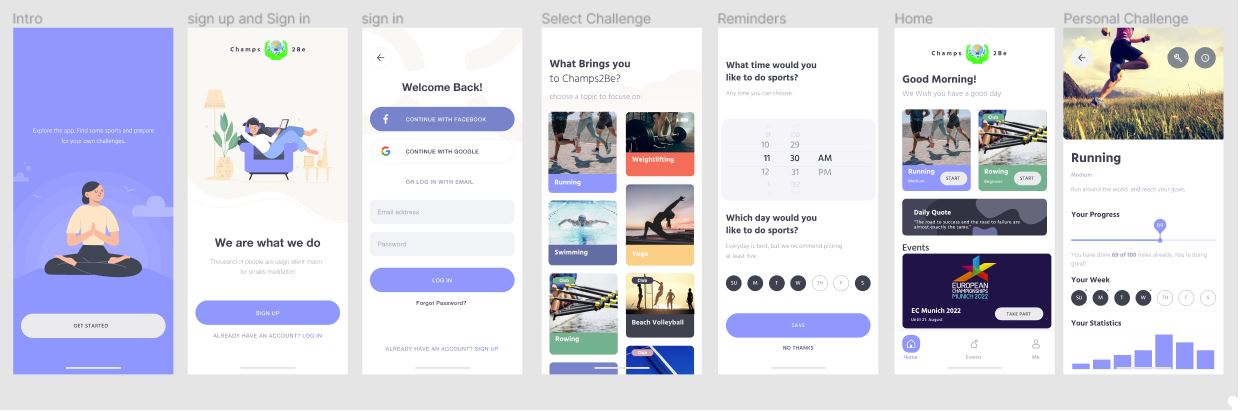 Intro
Explore the app, Find some sports and prepare
for your own challenges.
GET STARTED
sign up and Sign in
Champs 2Be
We are what we do
Thousand of people are usign silent moon
for smalls meditation
SIGN UP
ALREADY HAVE AN ACCOUNT? LOG IN
sign in
Welcome Back!
CONTINUE WITH FACEBOOK
CONTINUE WITH GOOGLE
OR LOG IN WITH EMAIL
Email address
Password
LOG IN
Forgot Password?
ALREADY HAVE AN ACCOUNT? SIGN UP
Select Challenge
What Brings you
to Champs2Be?
choose a topic to focus on:
Running
Weightlifting
Swimming
Yoga
Club
Rowing
Club
Beach Volleyball
Club
Reminders
What time would you
like to do sports?
Any time you can choose.
10 29
11 30 AM
12 31 PM
Which day would you
like to do sports?
Everyday is best, but we recommend picking
at least five.
SU M T W TH F S
SAVE
NO THANKS
Home
Champs 2Be
Good Morning!
We Wish you have a good day
Running
Medium
START
Club
Rowing
Beginner
START
Daily Quote
"The road to success and the road to failure are
almost exactly the same."
Events
EUROPEAN
CHAMPIONSHIPS
MUNICH 2022
EC Munich 2022
Until 21. August
TAKE PART
Home Events Me
Personal Challenge
Running
Medium
Run around the world and reach your goals.
Your Progress
69
You have done 69 of 100 miles already. You're doing
great!
Your Week
SU M T W TH F S
Your Statistics